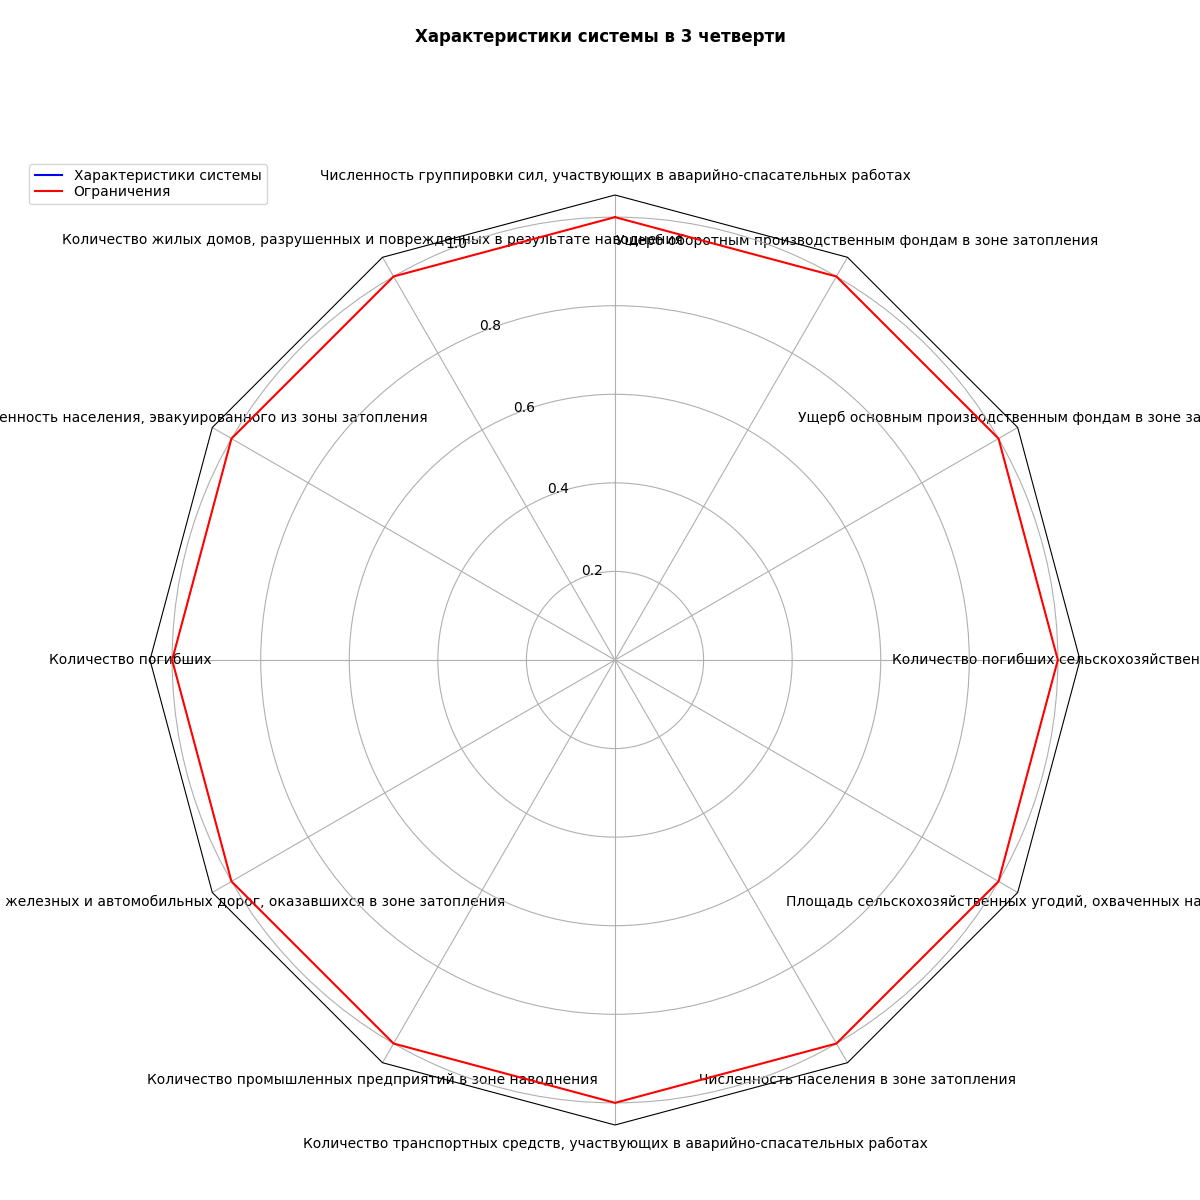 Характеристики системы в 3 четверти
Характеристики системы
Ограничения
Численность группировки сил, участвующих в аварийно-спасательных работах
Количество жилых домов, разрушенных и поврежденных в результате наводнения
Ущерб оборотным производственным фондам в зоне затопления
1.0
0.8
0.6
0.4
0.2
енность населения, эвакуированного из зоны затопления
Ущерб основным производственным фондам в зоне за
Количество погибших
Количество погибших сельскохозяйствен
железных и автомобильных дорог, оказавшихся в зоне затопления
Площадь сельскохозяйственных угодий, охваченных на
Количество промышленных предприятий в зоне наводнения
Численность населения в зоне затопления
Количество транспортных средств, участвующих в аварийно-спасательных работах